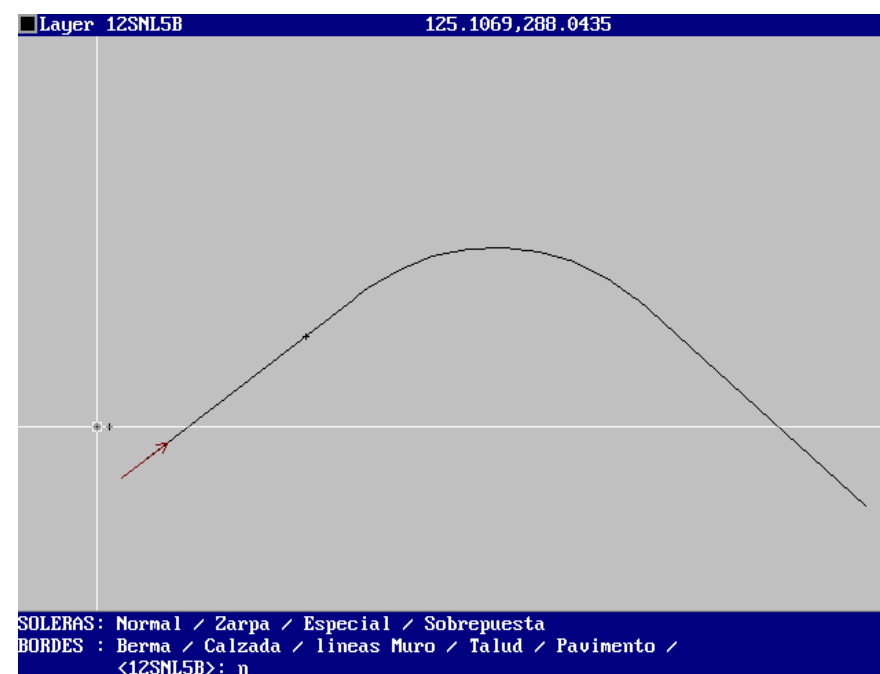 Layer 12SNL5B 125.1069,288.0435
SOLERAS: Normal / Zarpa / Especial / Sobrepuesta
BORDES : Berma / Calzada / lineas Muro / Talud / Pavimento /
<12SNL5B>: n